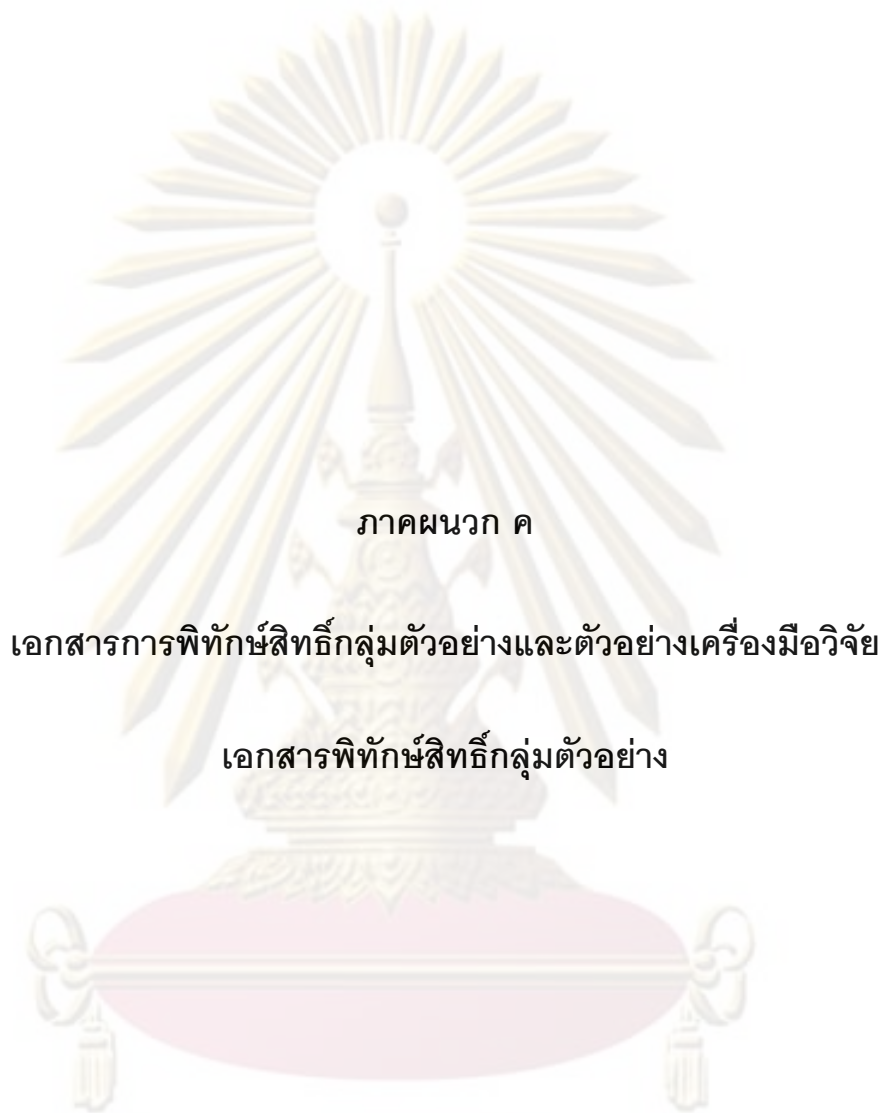 ภาคผนวก ค
เอกสารการพิทักษ์สิทธิ์กลุ่มตัวอย่างและตัวอย่างเครื่องมือวิจัย
เอกสารพิทักษ์สิทธิ์กลุ่มตัวอย่าง